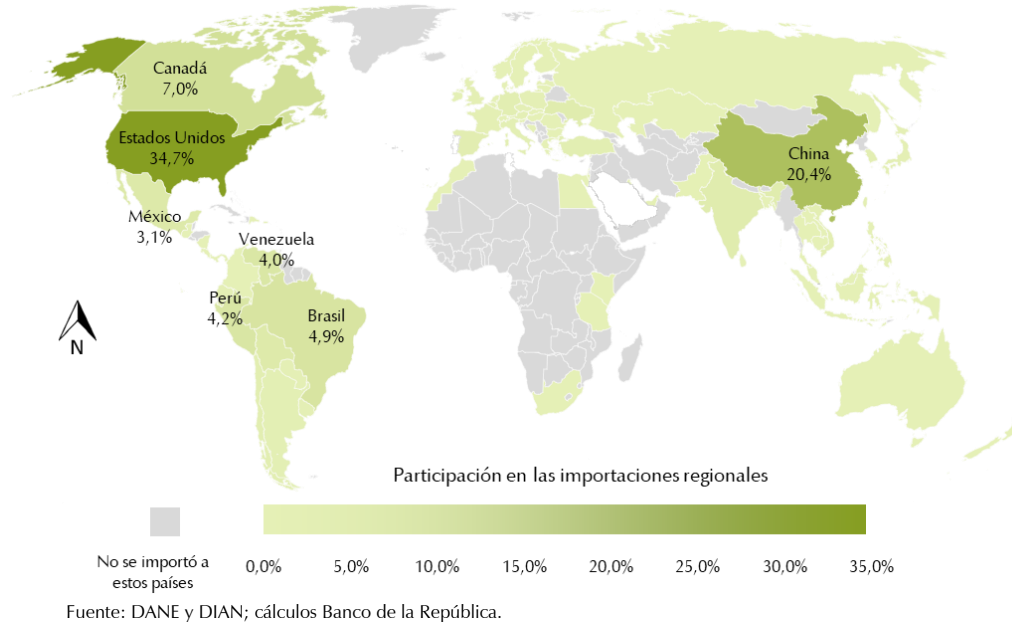 Canadá
7,0%
Estados Unidos
34,7%
China
20,4%
México
3,1%
Venezuela
4,0%
Perú
4,2%
Brasil
4,9%
N
Participación en las importaciones regionales
No se importó a
estos países
0,0% 5,0% 10,0% 15,0% 20,0% 25,0% 30,0% 35,0%
Fuente: DANE y DIAN; cálculos Banco de la República.